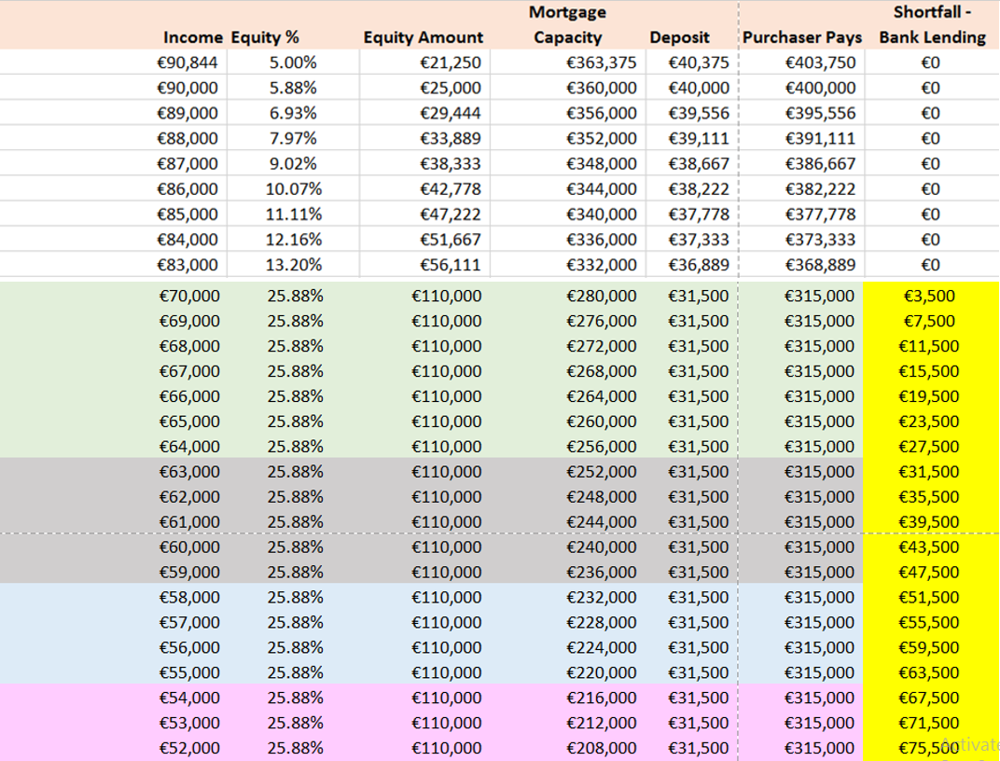 Mortgage Shortfall -
Income Equity % Equity Amount Capacity Deposit Purchaser Pays Bank Lending
€90,844 5.00% €21,250 €363,375 €40,375 €403,750 €0
€90,000 5.88% €25,000 €360,000 €40,000 €400,000 €0
€89,000 6.93% €29,444 €356,000 €39,556 €395,556 €0
€88,000 7.97% €33,889 €352,000 €39,111 €391,111 €0
€87,000 9.02% €38,333 €348,000 €38,667 €386,667 €0
€86,000 10.07% €42,778 €344,000 €38,222 €382,222 €0
€85,000 11.11% €47,222 €340,000 €37,778 €377,778 €0
€84,000 12.16% €51,667 €336,000 €37,333 €373,333 €0
€83,000 13.20% €56,111 €332,000 €36,889 €368,889 €0
€70,000 25.88% €110,000 €280,000 €31,500 €315,000 €3,500
€69,000 25.88% €110,000 €276,000 €31,500 €315,000 €7,500
€68,000 25.88% €110,000 €272,000 €31,500 €315,000 €11,500
€67,000 25.88% €110,000 €268,000 €31,500 €315,000 €15,500
€66,000 25.88% €110,000 €264,000 €31,500 €315,000 €19,500
€65,000 25.88% €110,000 €260,000 €31,500 €315,000 €23,500
€64,000 25.88% €110,000 €256,000 €31,500 €315,000 €27,500
€63,000 25.88% €110,000 €252,000 €31,500 €315,000 €31,500
€62,000 25.88% €110,000 €248,000 €31,500 €315,000 €35,500
€61,000 25.88% €110,000 €244,000 €31,500 €315,000 €39,500
€60,000 25.88% €110,000 €240,000 €31,500 €315,000 €43,500
€59,000 25.88% €110,000 €236,000 €31,500 €315,000 €47,500
€58,000 25.88% €110,000 €232,000 €31,500 €315,000 €51,500
€57,000 25.88% €110,000 €228,000 €31,500 €315,000 €55,500
€56,000 25.88% €110,000 €224,000 €31,500 €315,000 €59,500
€55,000 25.88% €110,000 €220,000 €31,500 €315,000 €63,500
€54,000 25.88% €110,000 €216,000 €31,500 €315,000 €67,500
€53,000 25.88% €110,000 €212,000 €31,500 €315,000 €71,500
€52,000 25.88% €110,000 €208,000 €31,500 €315,000 €75,500 Activate